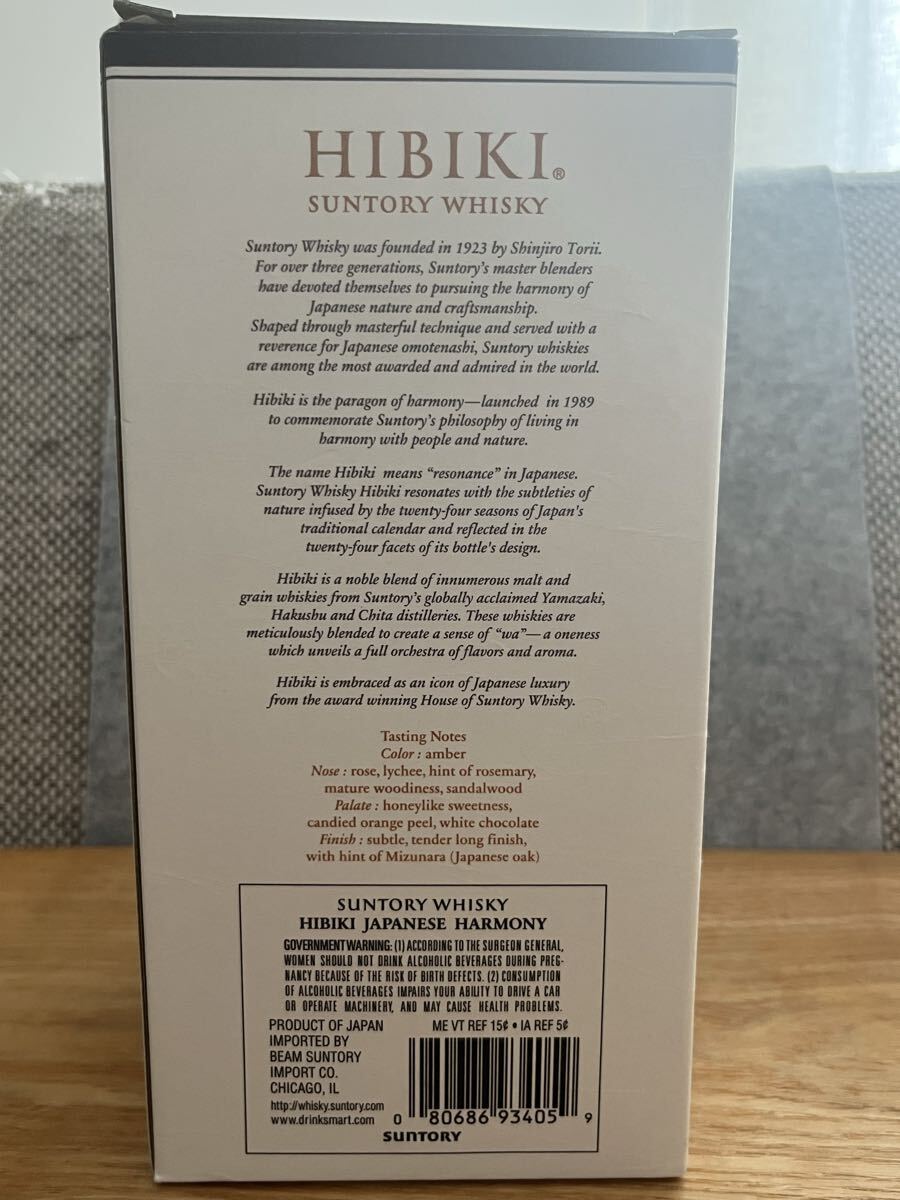 HIBIKI®
SUNTORY WHISKY
Suntory Whisky was founded in 1923 by Shinjiro Torii.
For over three generations, Suntory's master blenders
have devoted themselves to pursuing the harmony of
Japanese nature and craftsmanship.
Shaped through masterful technique and served with a
reverence for Japanese omotenashi, Suntory whiskies
are among the most awarded and admired in the world.
Hibiki is the paragon of harmony—launched in 1989
to commemorate Suntory's philosophy of living in
harmony with people and nature.
The name Hibiki means "resonance" in Japanese.
Suntory Whisky Hibiki resonates with the subtleties of
nature infused by the twenty-four seasons of Japan's
traditional calendar and reflected in the
twenty-four facets of its bottle's design.
Hibiki is a noble blend of innumerous malt and
grain whiskies from Suntory's globally acclaimed Yamazaki,
Hakushu and Chita distilleries. These whiskies are
meticulously blended to create a sense of "wa"—a oneness
which unveils a full orchestra of flavors and aroma.
Hibiki is embraced as an icon of Japanese luxury
from the award winning House of Suntory Whisky.
Tasting Notes
Color : amber
Nose : rose, lychee, hint of rosemary,
mature woodiness, sandalwood
Palate : honeylike sweetness,
candied orange peel, white chocolate
Finish : subtle, tender long finish,
with hint of Mizunara (Japanese oak)
SUNTORY WHISKY
HIBIKI JAPANESE HARMONY
GOVERNMENT WARNING: (1) ACCORDING TO THE SURGEON GENERAL,
WOMEN SHOULD NOT DRINK ALCOHOLIC BEVERAGES DURING PREG-
NANCY BECAUSE OF THE RISK OF BIRTH DEFECTS. (2) CONSUMPTION
OF ALCOHOLIC BEVERAGES IMPAIRS YOUR ABILITY TO DRIVE A CAR
OR OPERATE MACHINERY, AND MAY CAUSE HEALTH PROBLEMS.
PRODUCT OF JAPAN
IMPORTED BY
BEAM SUNTORY
IMPORT CO.
CHICAGO, IL
http://whisky.suntory.com
www.drinksmart.com
ME VT REF 15¢ • IA REF 5¢
0 80686 93405 9
SUNTORY